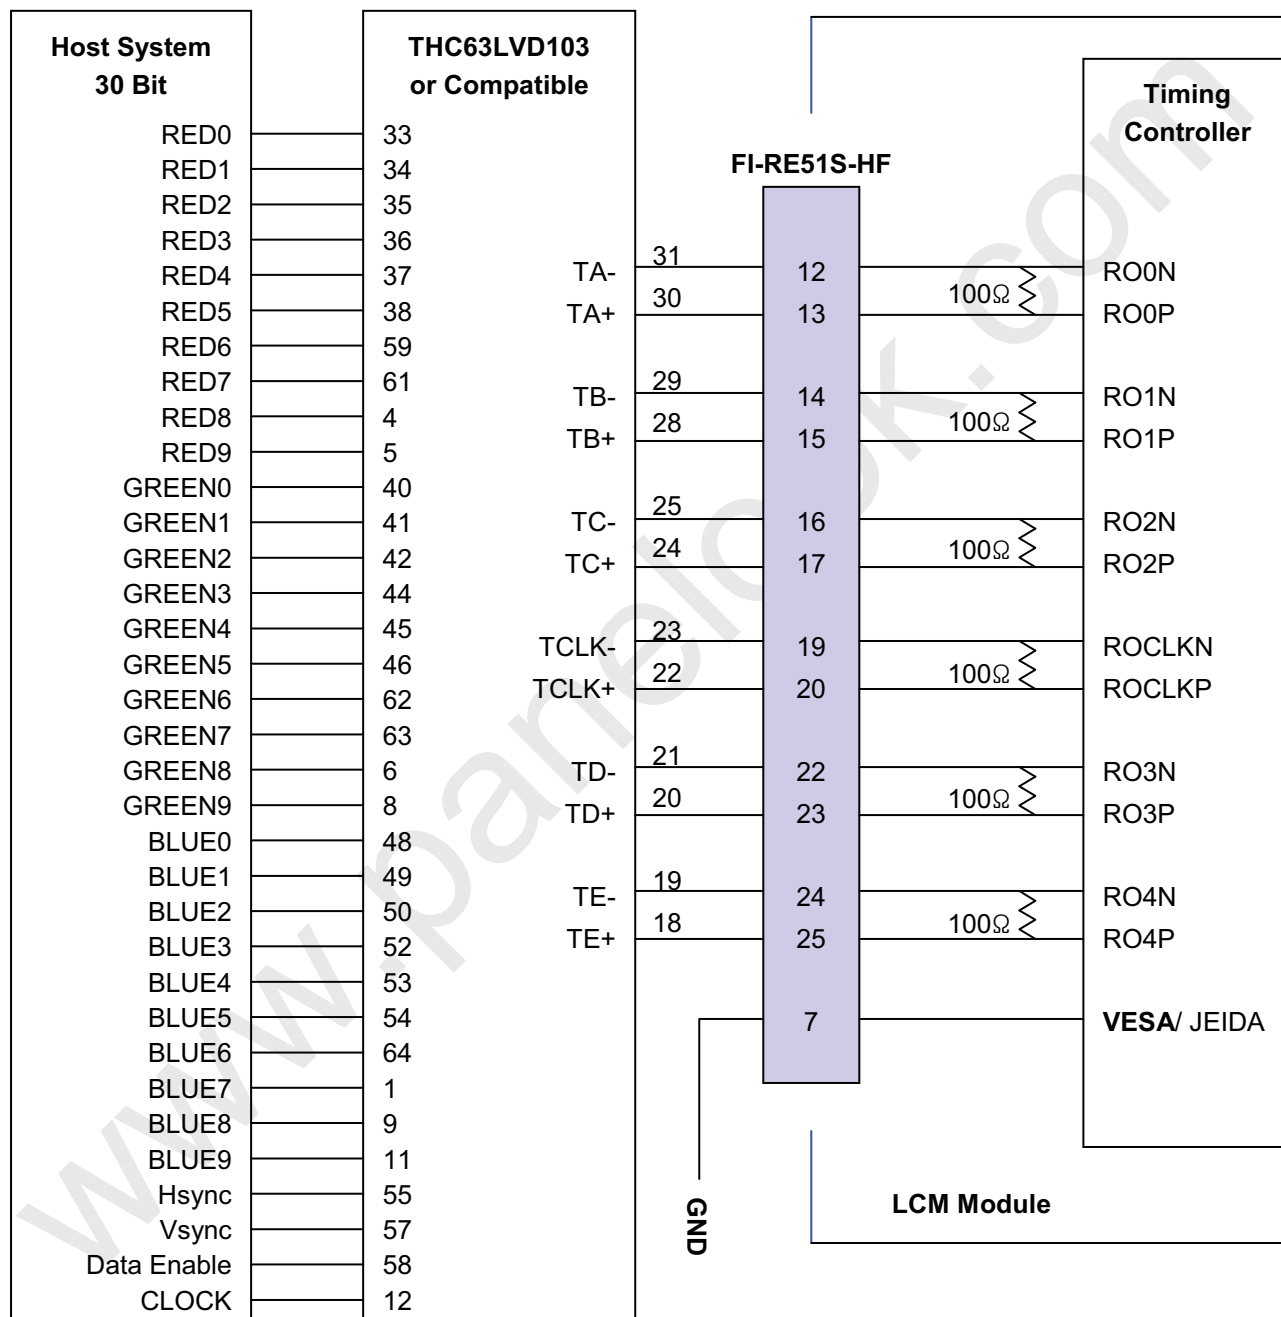 Host System
30 Bit
THC63LVD103
or Compatible
Timing
Controller
FI-RE51S-HF
RED0 33
RED1 34
RED2 35
RED3 36
RED4 37
RED5 38
RED6 59
RED7 61
RED8 4
RED9 5
GREEN0 40
GREEN1 41
GREEN2 42
GREEN3 44
GREEN4 45
GREEN5 46
GREEN6 62
GREEN7 63
GREEN8 6
GREEN9 8
BLUE0 48
BLUE1 49
BLUE2 50
BLUE3 52
BLUE4 53
BLUE5 54
BLUE6 64
BLUE7 1
BLUE8 9
BLUE9 11
Hsync 55
Vsync 57
Data Enable 58
CLOCK 12
TA- 31 12 RO0N
100Ω
TA+ 30 13 RO0P
TB- 29 14 RO1N
100Ω
TB+ 28 15 RO1P
TC- 25 16 RO2N
100Ω
TC+ 24 17 RO2P
TCLK- 23 19 ROCLKN
100Ω
TCLK+ 22 20 ROCLKP
TD- 21 22 RO3N
100Ω
TD+ 20 23 RO3P
TE- 19 24 RO4N
100Ω
TE+ 18 25 RO4P
7 VESA/ JEIDA
GND
LCM Module
www.panelook.com